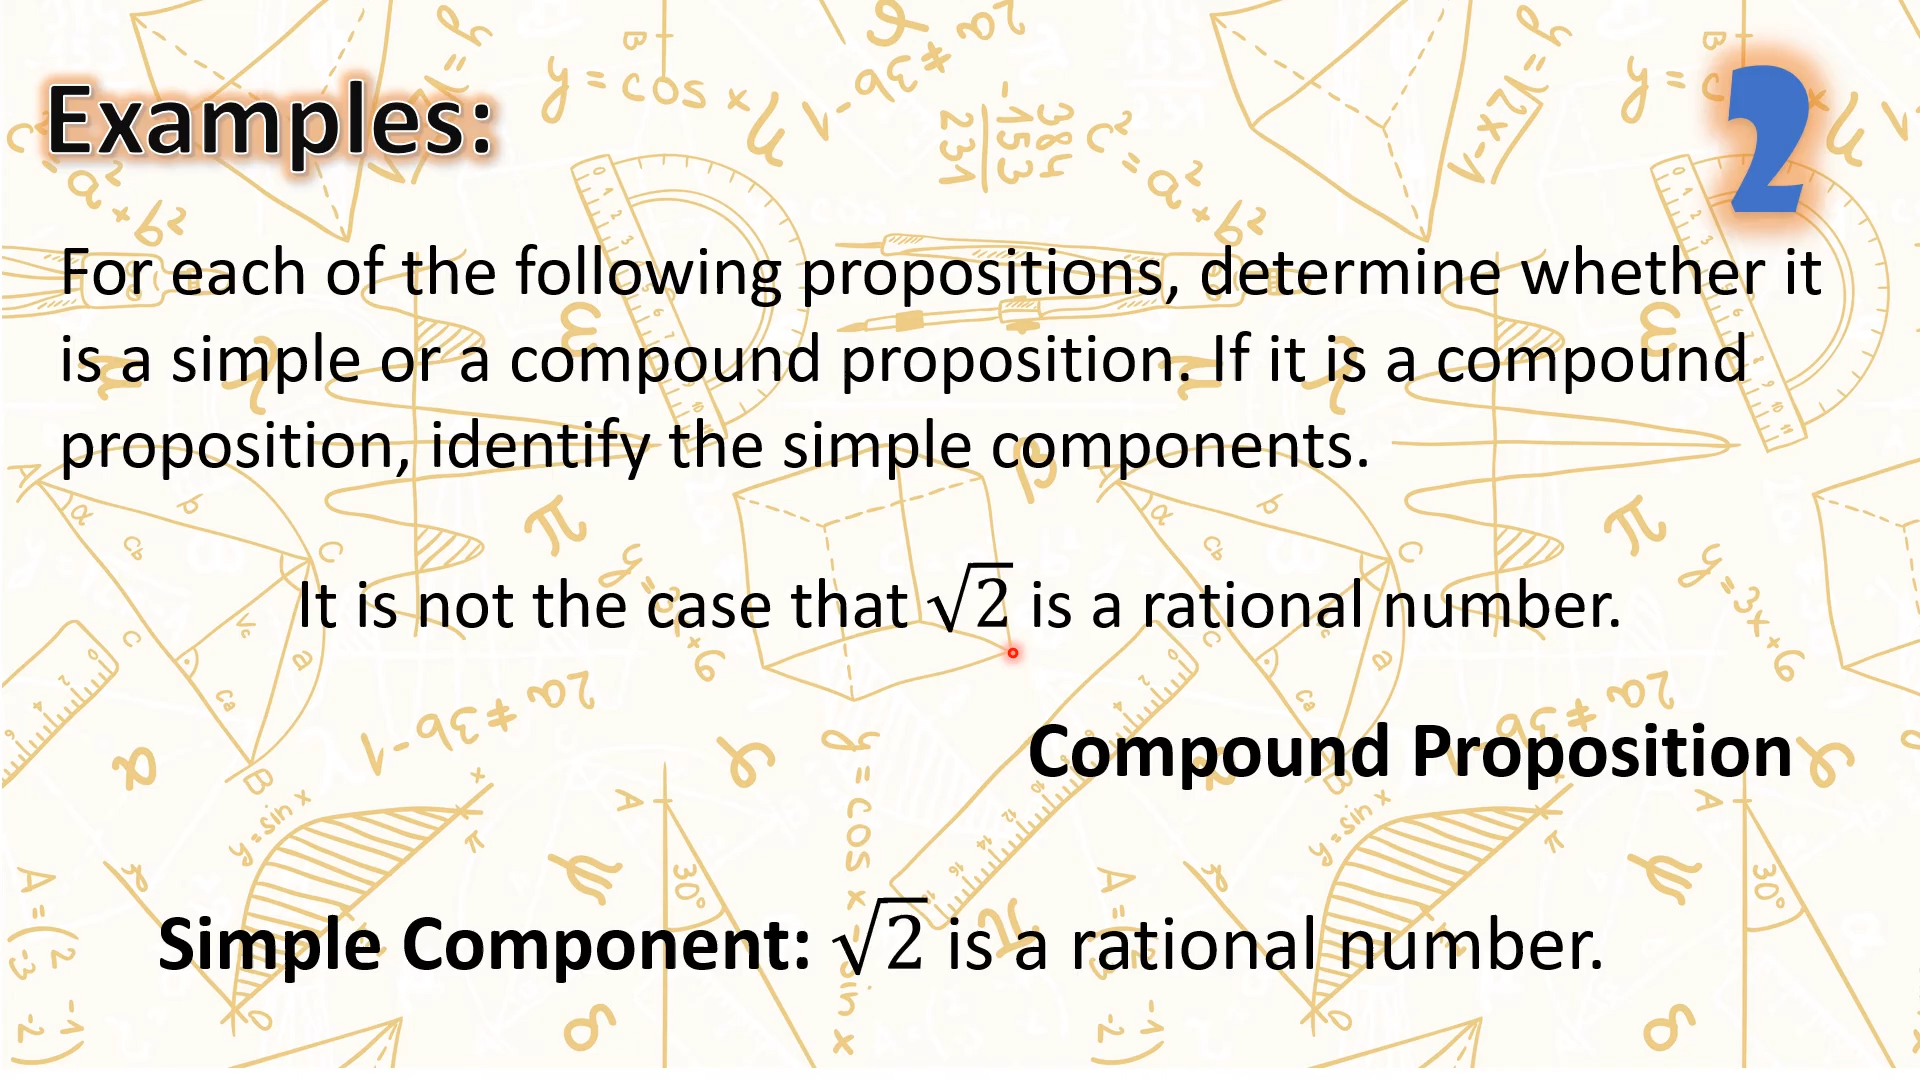 Examples:
2
For each of the following propositions, determine whether it
is a simple or a compound proposition. If it is a compound
proposition, identify the simple components.
It is not the case that √2 is a rational number.
Compound Proposition
Simple Component: √2 is a rational number.